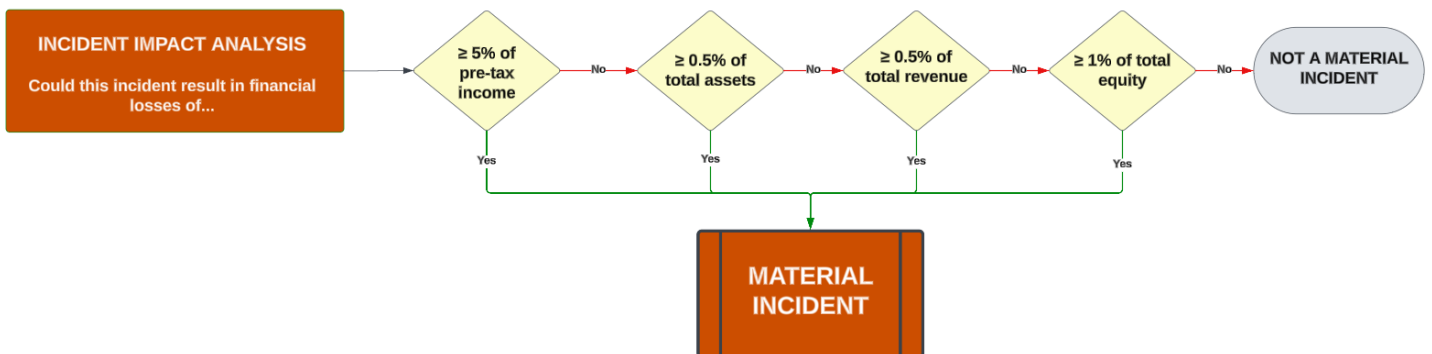 INCIDENT IMPACT ANALYSIS
Could this incident result in financial
losses of...
≥ 5% of
pre-tax
income
No
≥ 0.5% of
total assets
No
≥ 0.5% of
total revenue
No
≥ 1% of total
equity
No
NOT A MATERIAL
INCIDENT
Yes
Yes
Yes
Yes
MATERIAL
INCIDENT